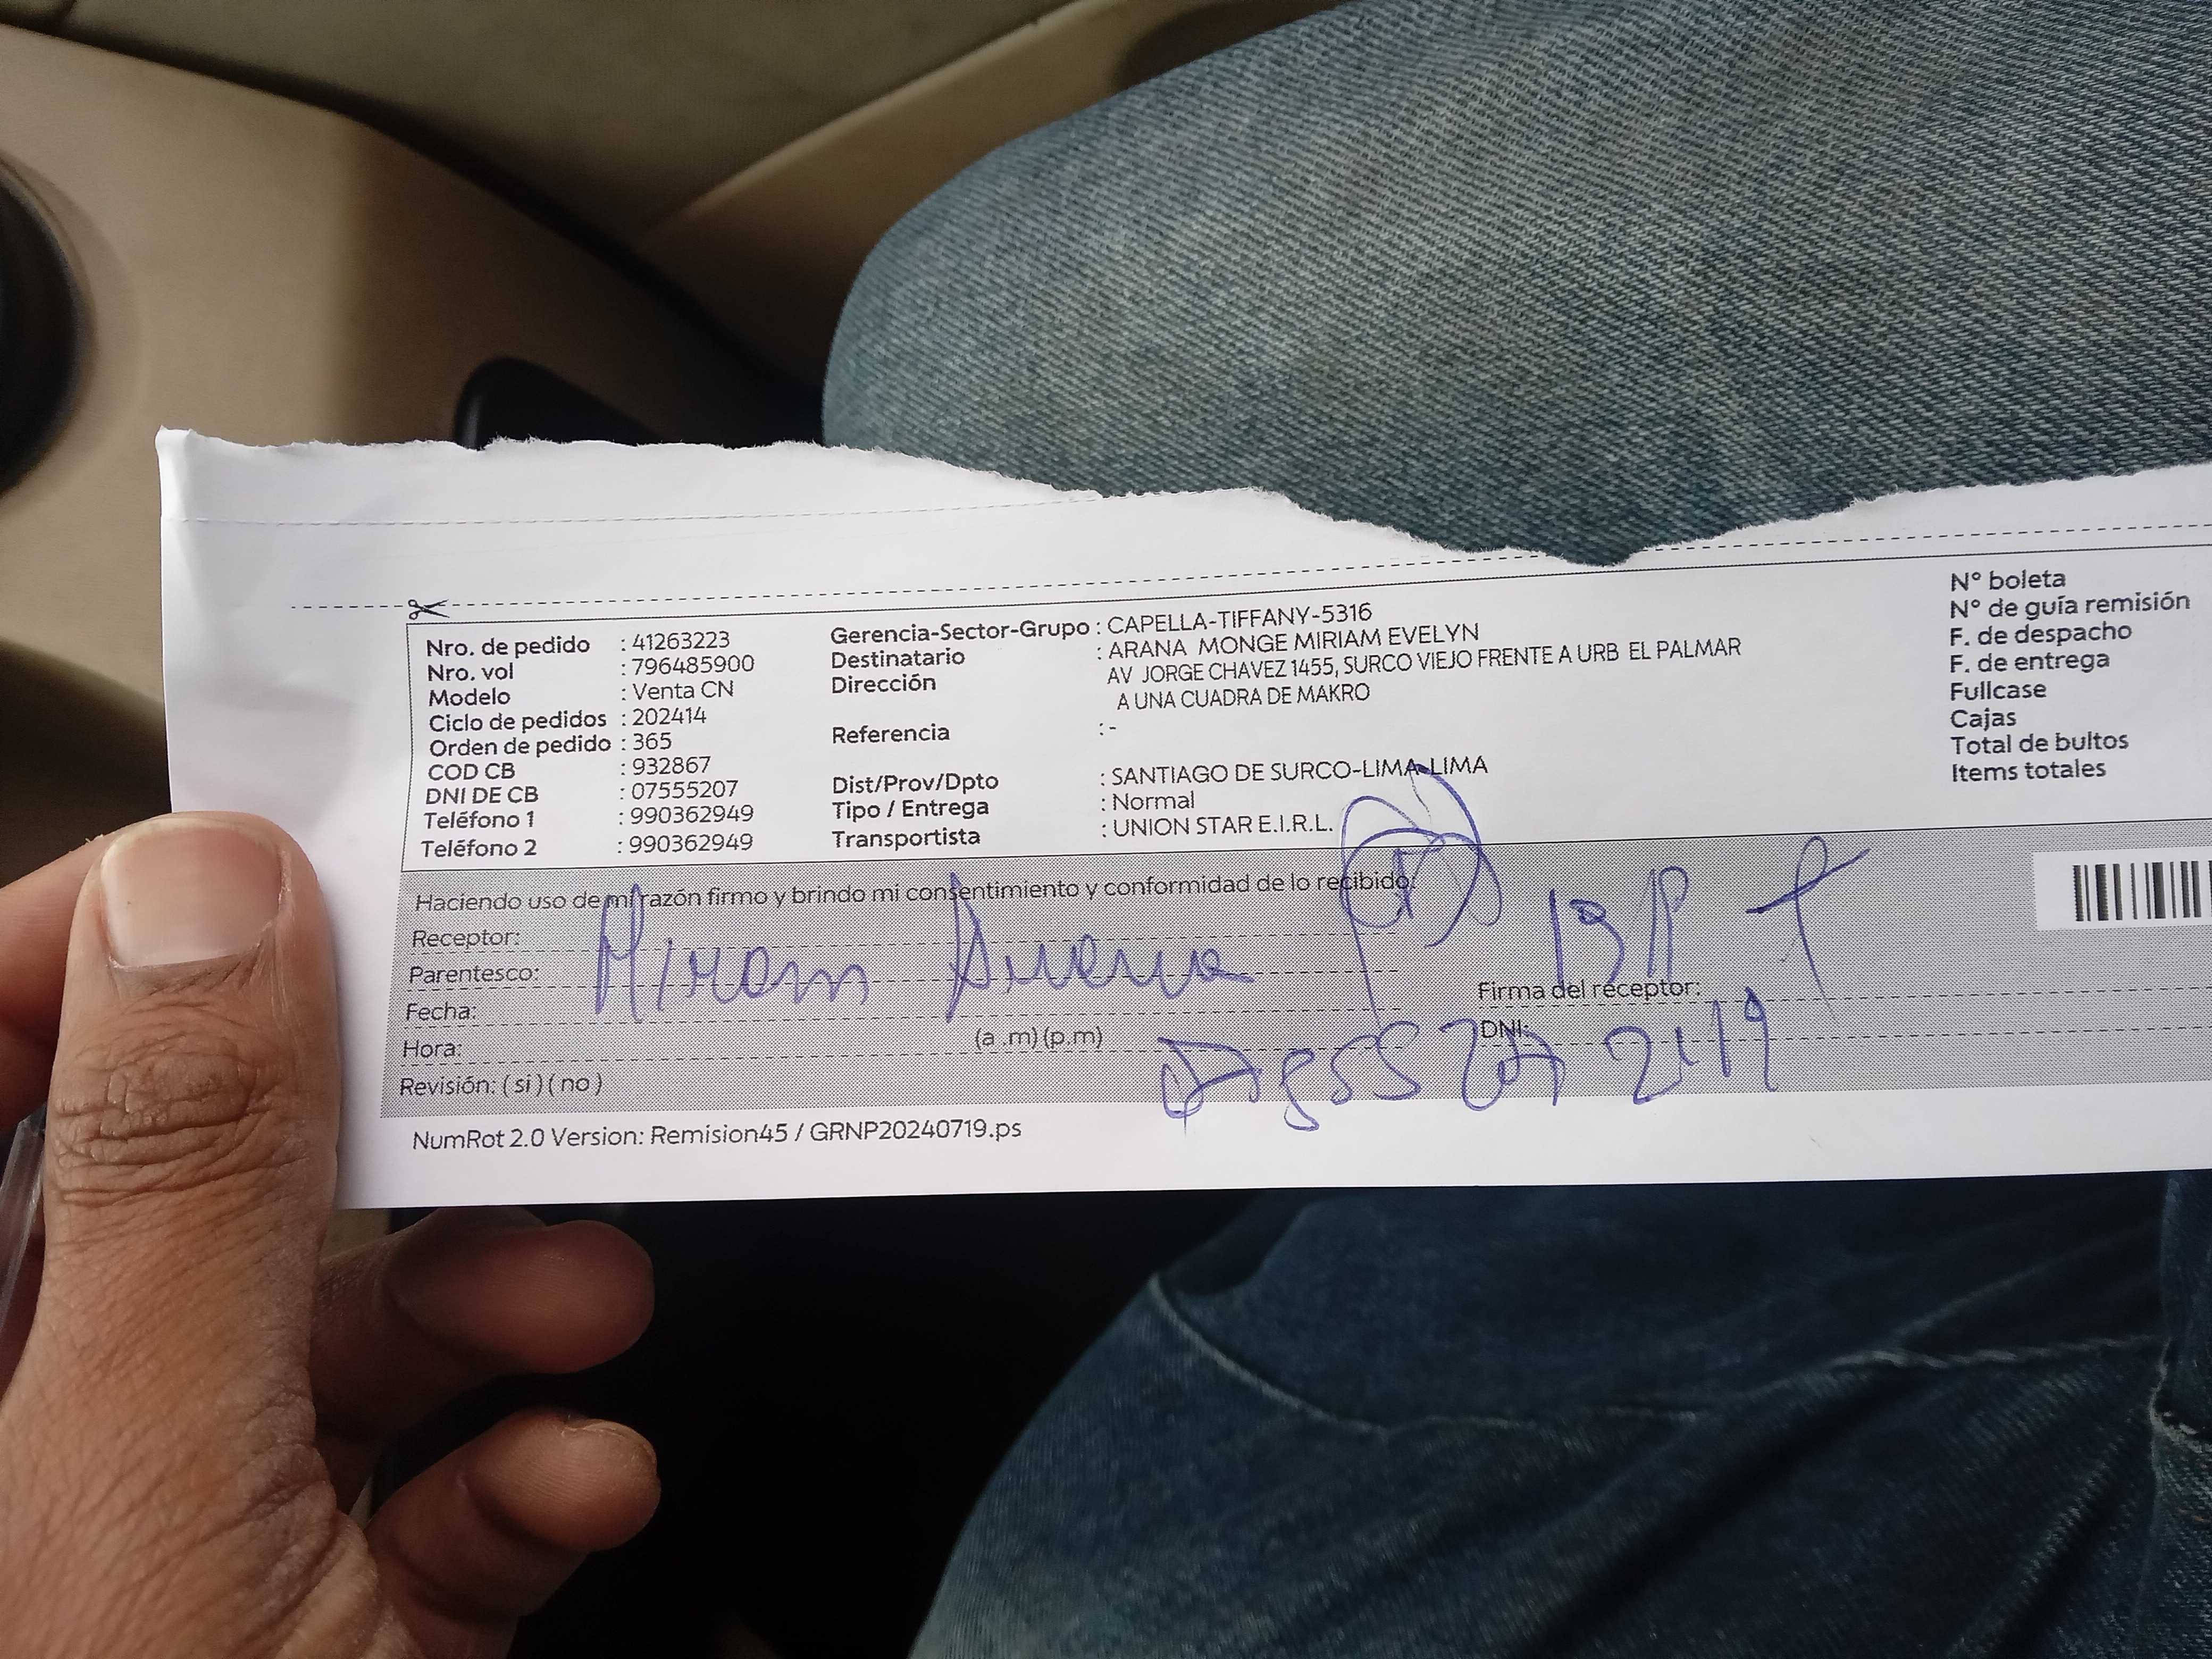 Nro. de pedido : 41263223
Nro. vol : 796485900
Modelo : Venta CN
Ciclo de pedidos : 202414
Orden de pedido : 365
COD CB : 932867
DNI DE CB : 07555207
Teléfono 1 : 990362949
Teléfono 2 : 990362949
Gerencia-Sector-Grupo : CAPELLA-TIFFANY-5316
Destinatario : ARANA MONGE MIRIAM EVELYN
Dirección AV JORGE CHAVEZ 1455, SURCO VIEJO FRENTE A URB EL PALMAR
A UNA CUADRA DE MAKRO
Referencia : -
Dist/Prov/Dpto : SANTIAGO DE SURCO-LIMA-LIMA
Tipo / Entrega : Normal
Transportista : UNION STAR E.I.R.L.
N° boleta
N° de guía remisión
F. de despacho
F. de entrega
Fullcase
Cajas
Total de bultos
Items totales
Haciendo uso de mi razón firmo y brindo mi consentimiento y conformidad de lo recibido.
Receptor:
Parentesco:
Fecha:
Hora: (a .m) (p.m)
Revisión: ( si ) ( no )
Firma del receptor:
DNI:
NumRot 2.0 Version: Remision45 / GRNP20240719.ps